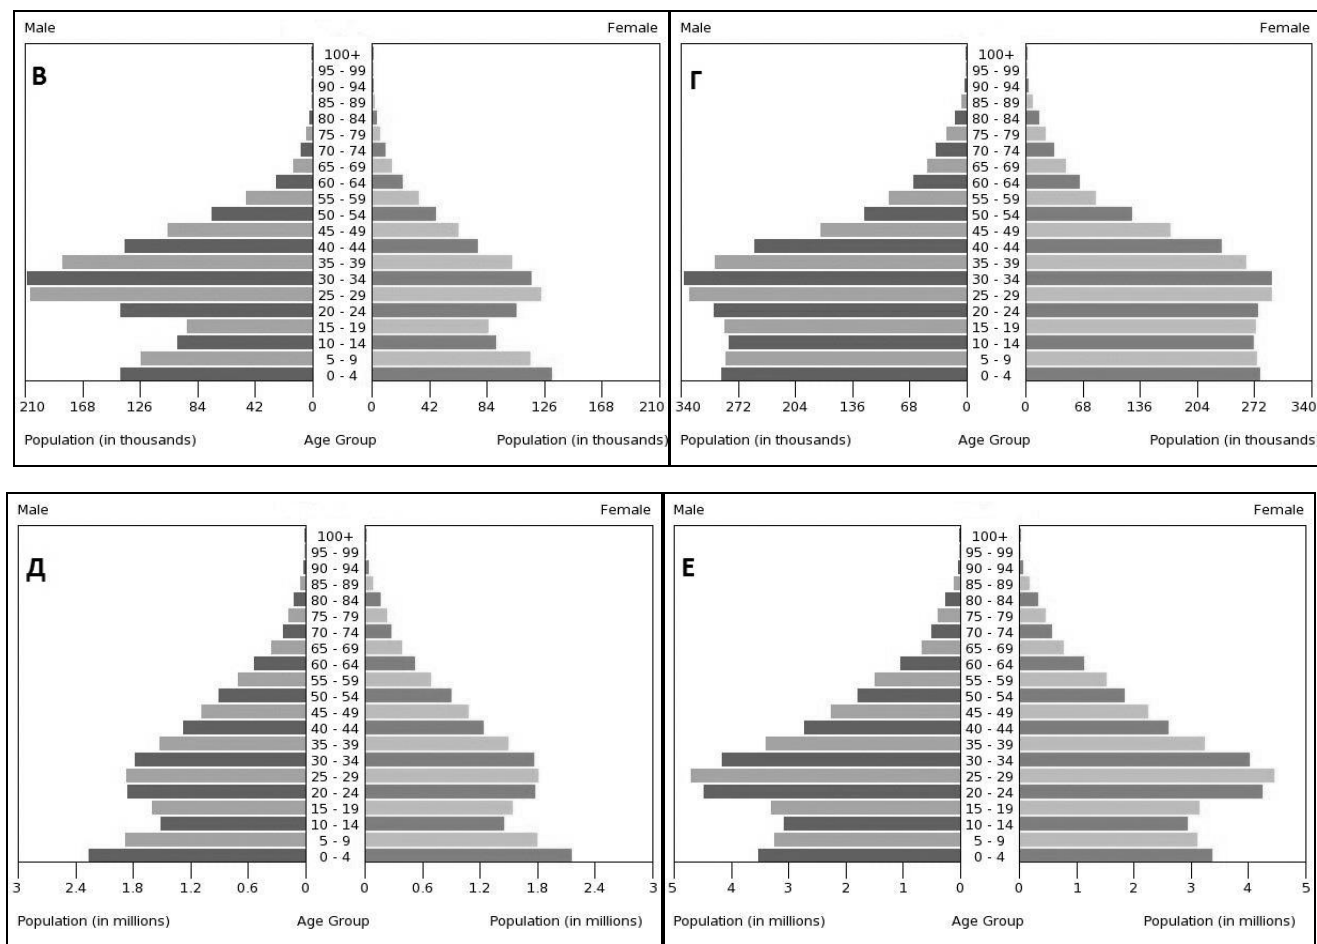 Male Female
В
100+
95 - 99
90 - 94
85 - 89
80 - 84
75 - 79
70 - 74
65 - 69
60 - 64
55 - 59
50 - 54
45 - 49
40 - 44
35 - 39
30 - 34
25 - 29
20 - 24
15 - 19
10 - 14
5 - 9
0 - 4
210 168 126 84 42 0 0 42 84 126 168 210
Population (in thousands) Age Group Population (in thousands)
Male Female
Г
100+
95 - 99
90 - 94
85 - 89
80 - 84
75 - 79
70 - 74
65 - 69
60 - 64
55 - 59
50 - 54
45 - 49
40 - 44
35 - 39
30 - 34
25 - 29
20 - 24
15 - 19
10 - 14
5 - 9
0 - 4
340 272 204 136 68 0 0 68 136 204 272 340
Population (in thousands) Age Group Population (in thousands
Male Female
Д
100+
95 - 99
90 - 94
85 - 89
80 - 84
75 - 79
70 - 74
65 - 69
60 - 64
55 - 59
50 - 54
45 - 49
40 - 44
35 - 39
30 - 34
25 - 29
20 - 24
15 - 19
10 - 14
5 - 9
0 - 4
3 2.4 1.8 1.2 0.6 0 0 0.6 1.2 1.8 2.4 3
Population (in millions) Age Group Population (in millions)
Male Female
Е
100+
95 - 99
90 - 94
85 - 89
80 - 84
75 - 79
70 - 74
65 - 69
60 - 64
55 - 59
50 - 54
45 - 49
40 - 44
35 - 39
30 - 34
25 - 29
20 - 24
15 - 19
10 - 14
5 - 9
0 - 4
5 4 3 2 1 0 0 1 2 3 4 5
Population (in millions) Age Group Population (in millions)